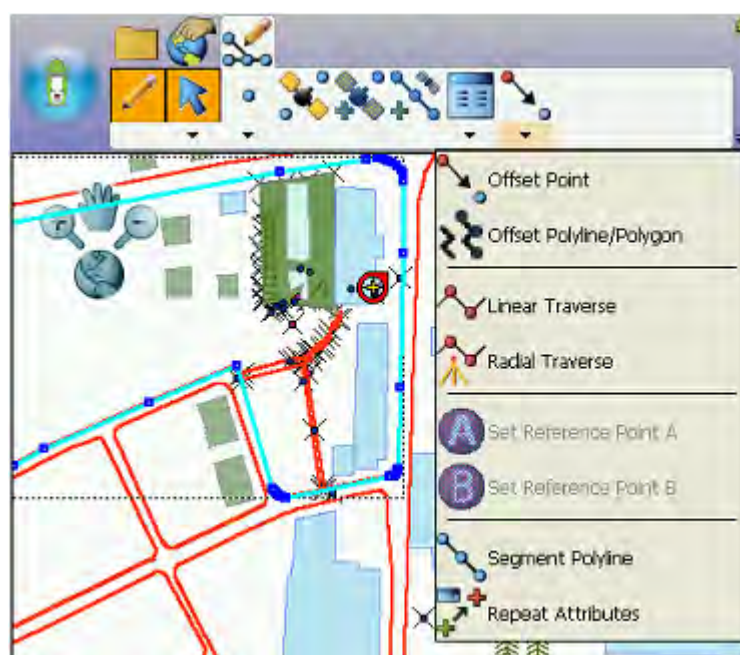 Offset Point
Offset Polyline/Polygon
Linear Traverse
Radial Traverse
A Set Reference Point A
B Set Reference Point B
Segment Polyline
Repeat Attributes